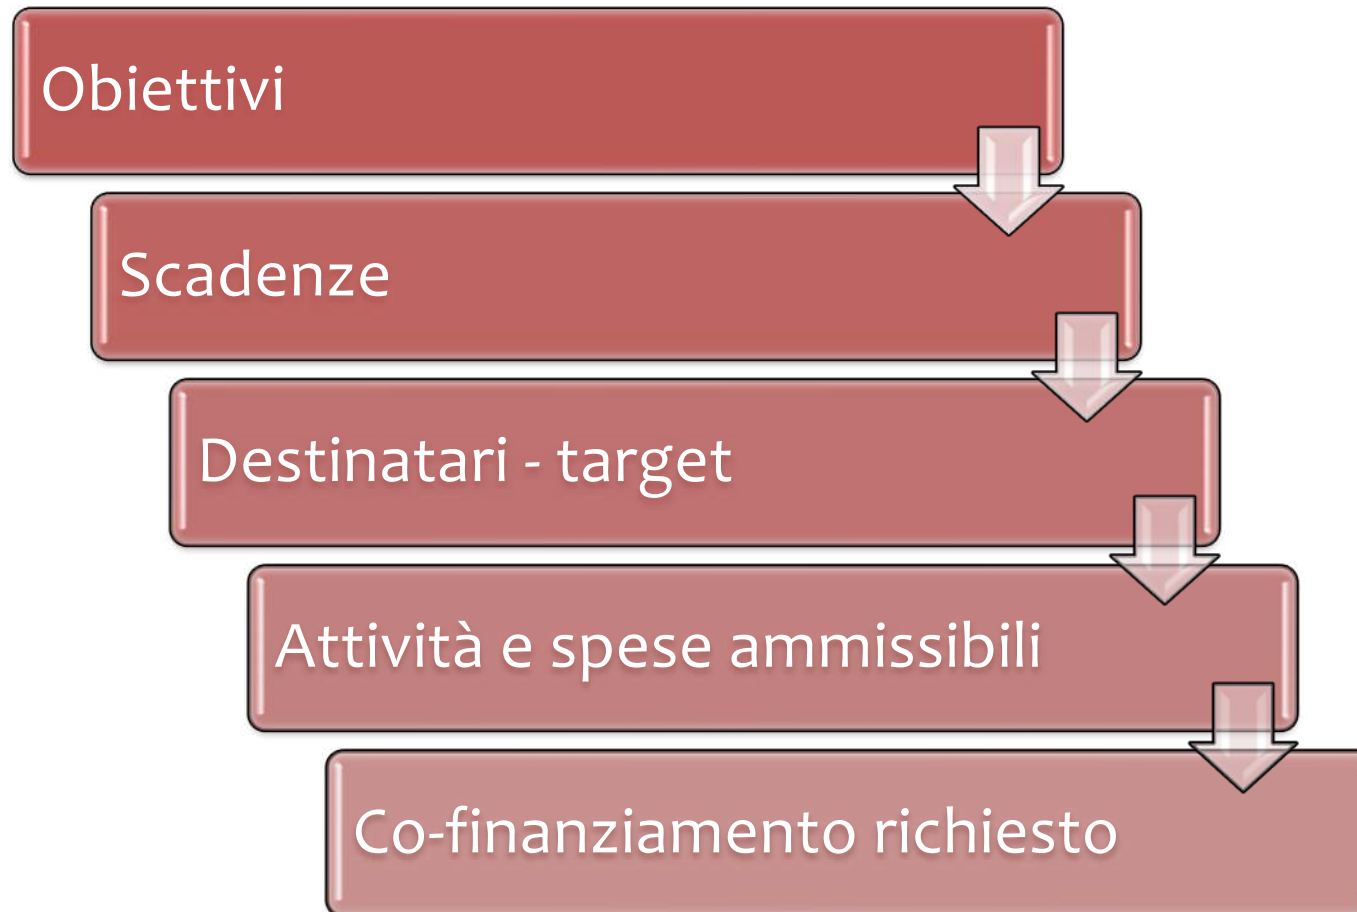 Obiettivi
Scadenze
Destinatari - target
Attività e spese ammissibili
Co-finanziamento richiesto